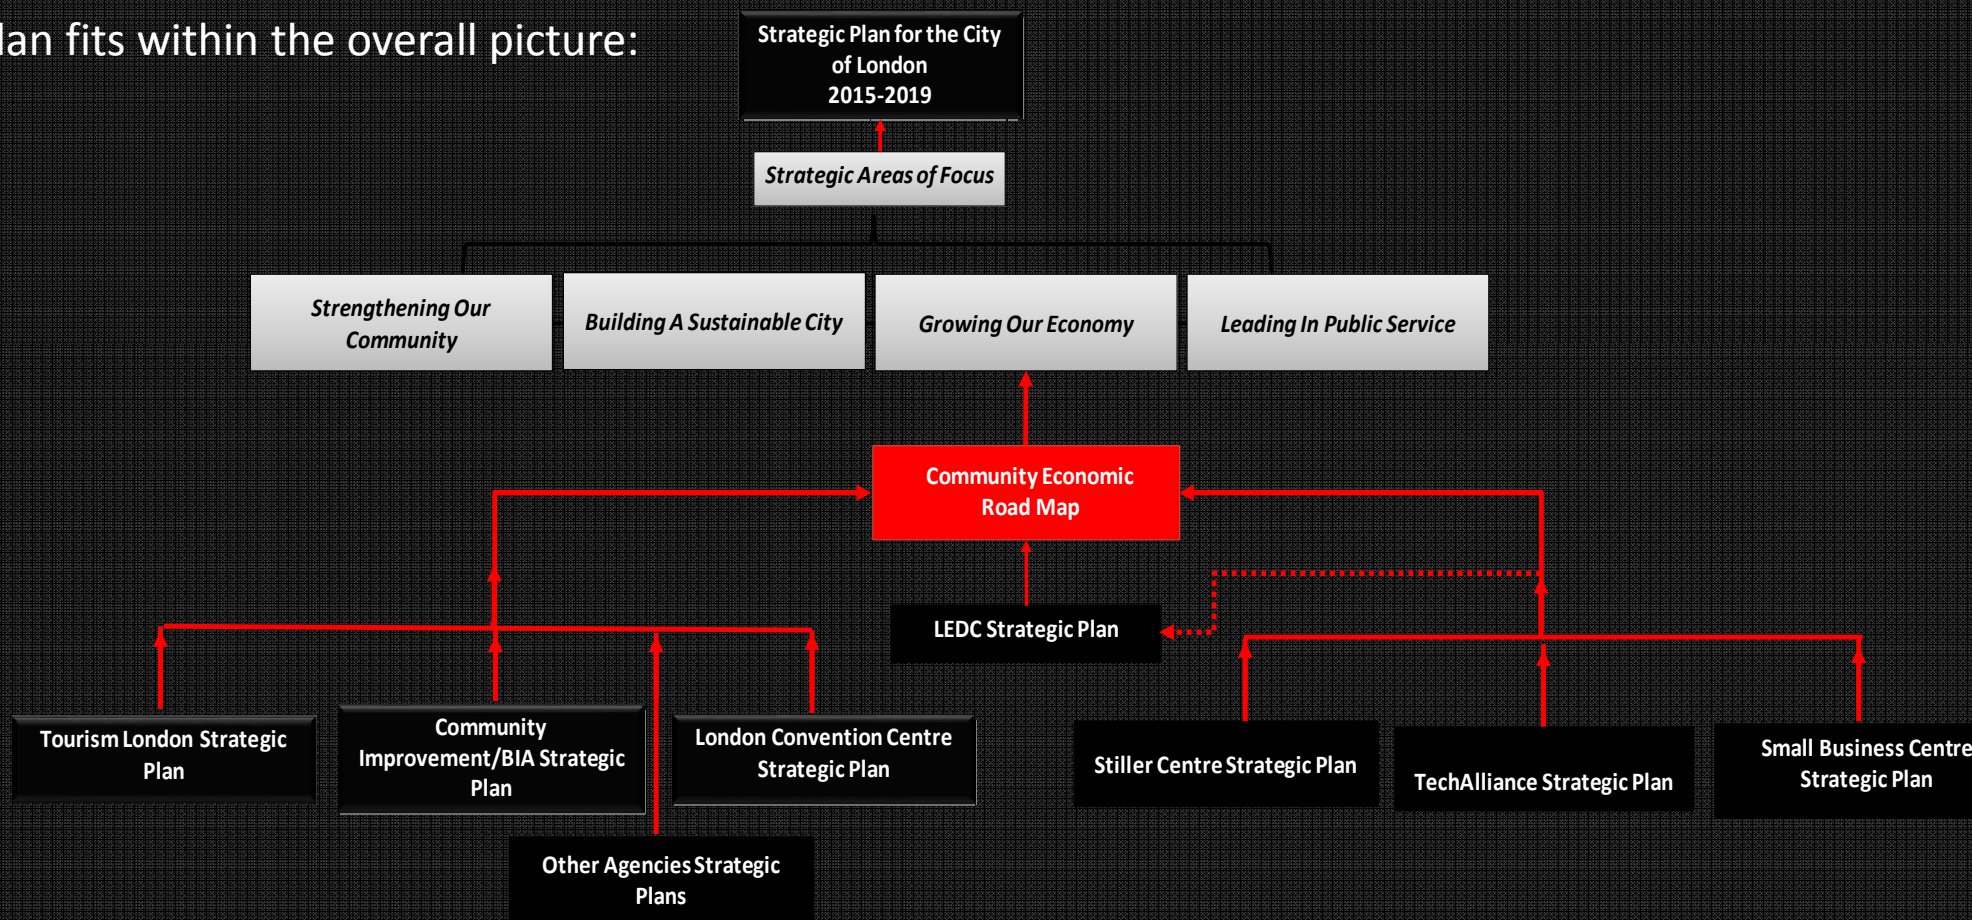 lan fits within the overall picture:
Strategic Plan for the City
of London
2015-2019
Strategic Areas of Focus
Strengthening Our
Community
Building A Sustainable City
Growing Our Economy
Leading In Public Service
Community Economic
Road Map
LEDC Strategic Plan
Tourism London Strategic
Plan
Community
Improvement/BIA Strategic
Plan
London Convention Centre
Strategic Plan
Stiller Centre Strategic Plan
TechAlliance Strategic Plan
Small Business Centre
Strategic Plan
Other Agencies Strategic
Plans